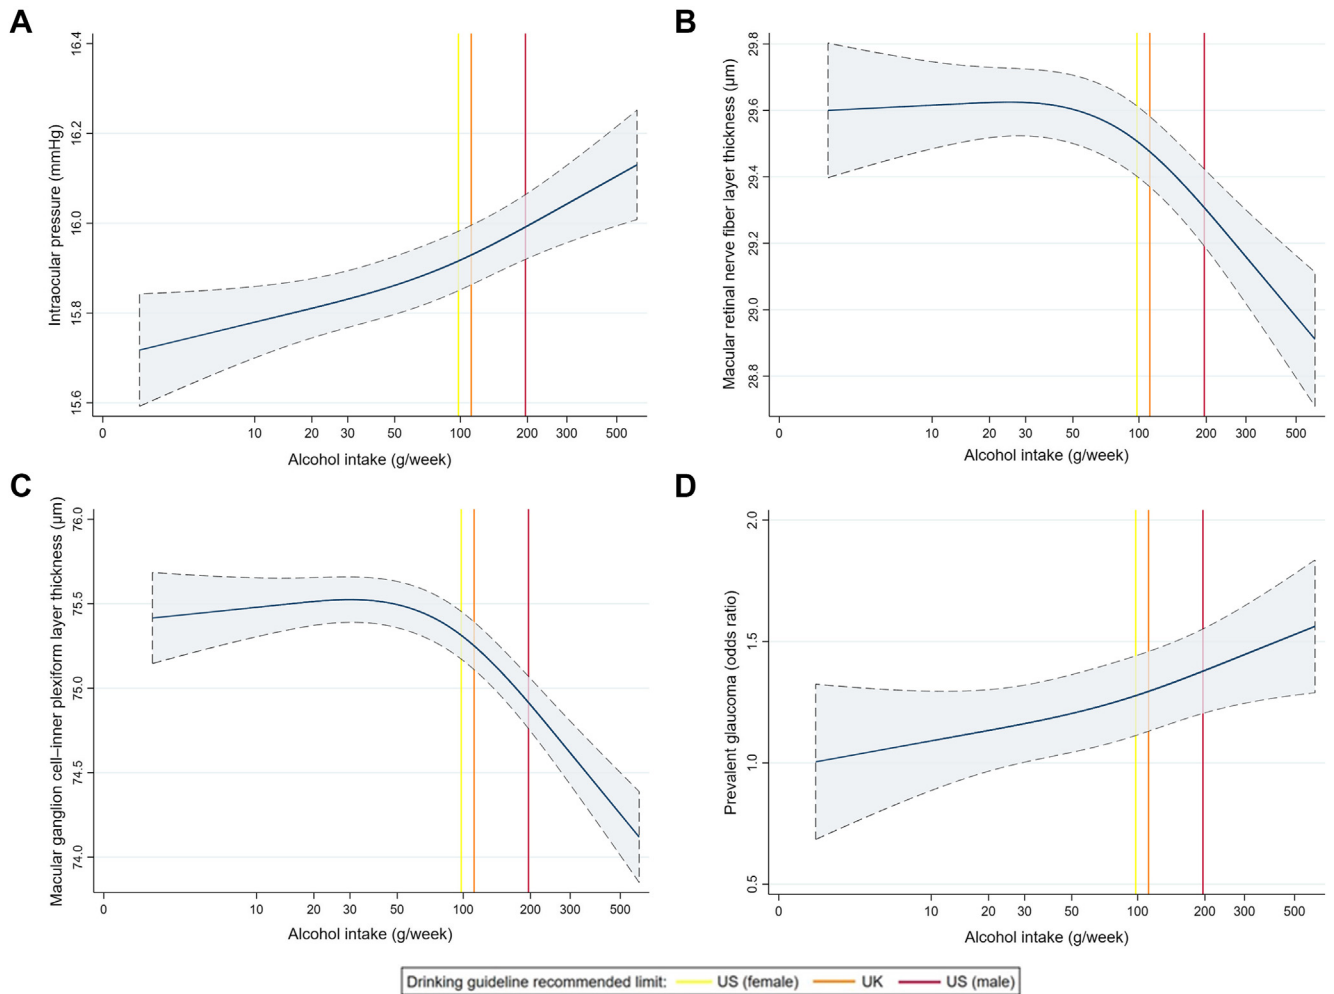 A
Intraocular pressure (mmHg)
16.4
16.2
16.0
15.8
15.6
0 10 20 30 50 100 200 300 500
Alcohol intake (g/week)
B
Macular retinal nerve fiber layer thickness (µm)
29.8
29.6
29.4
29.2
29.0
28.8
0 10 20 30 50 100 200 300 500
Alcohol intake (g/week)
C
Macular ganglion cell–inner plexiform layer thickness (µm)
76.0
75.5
75.0
74.5
74.0
0 10 30 50 100 200 300 500
Alcohol intake (g/week)
D
Prevalent glaucoma (odds ratio)
2.0
1.5
1.0
0.5
0 10 20 30 50 100 200 300 500
Alcohol intake (g/week)
Drinking guideline recommended limit: US (female) UK US (male)